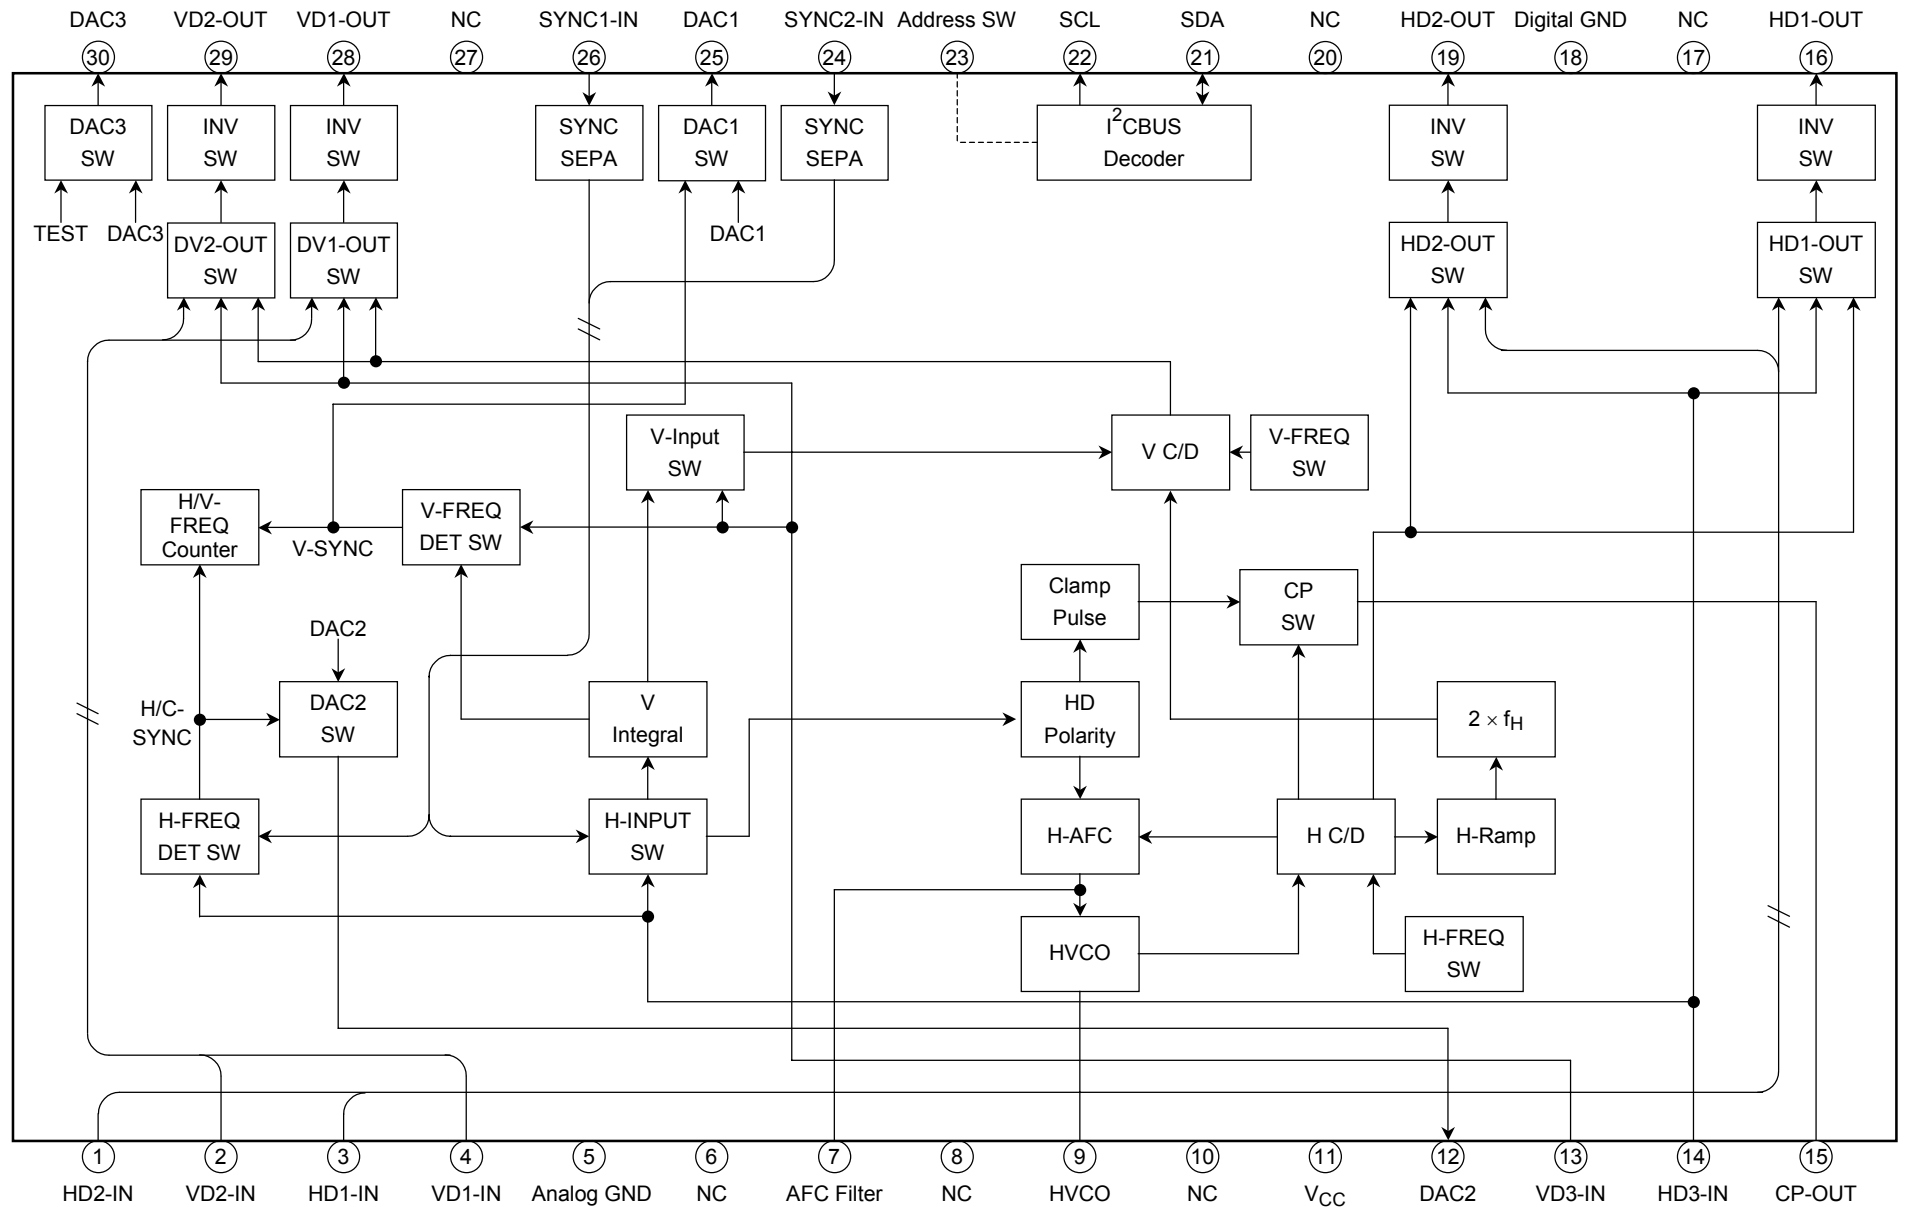 DAC3 VD2-OUT VD1-OUT NC SYNC1-IN DAC1 SYNC2-IN Address SW SCL SDA NC HD2-OUT Digital GND NC HD1-OUT
30 29 28 27 26 25 24 23 22 21 20 19 18 17 16
DAC3
SW
INV
SW
INV
SW
SYNC
SEPA
DAC1
SW
SYNC
SEPA
I2CBUS
Decoder
INV
SW
INV
SW
TEST DAC3
DAC1
DV2-OUT
SW
DV1-OUT
SW
HD2-OUT
SW
HD1-OUT
SW
V-Input
SW
V C/D
V-FREQ
SW
H/V-
FREQ
Counter
V-SYNC
V-FREQ
DET SW
Clamp
Pulse
CP
SW
DAC2
H/C-
SYNC
DAC2
SW
V
Integral
HD
Polarity
2 × fH
H-FREQ
DET SW
H-INPUT
SW
H-AFC
H C/D
H-Ramp
HVCO
H-FREQ
SW
1 2 3 4 5 6 7 8 9 10 11 12 13 14 15
HD2-IN VD2-IN HD1-IN VD1-IN Analog GND NC AFC Filter NC HVCO NC VCC DAC2 VD3-IN HD3-IN CP-OUT